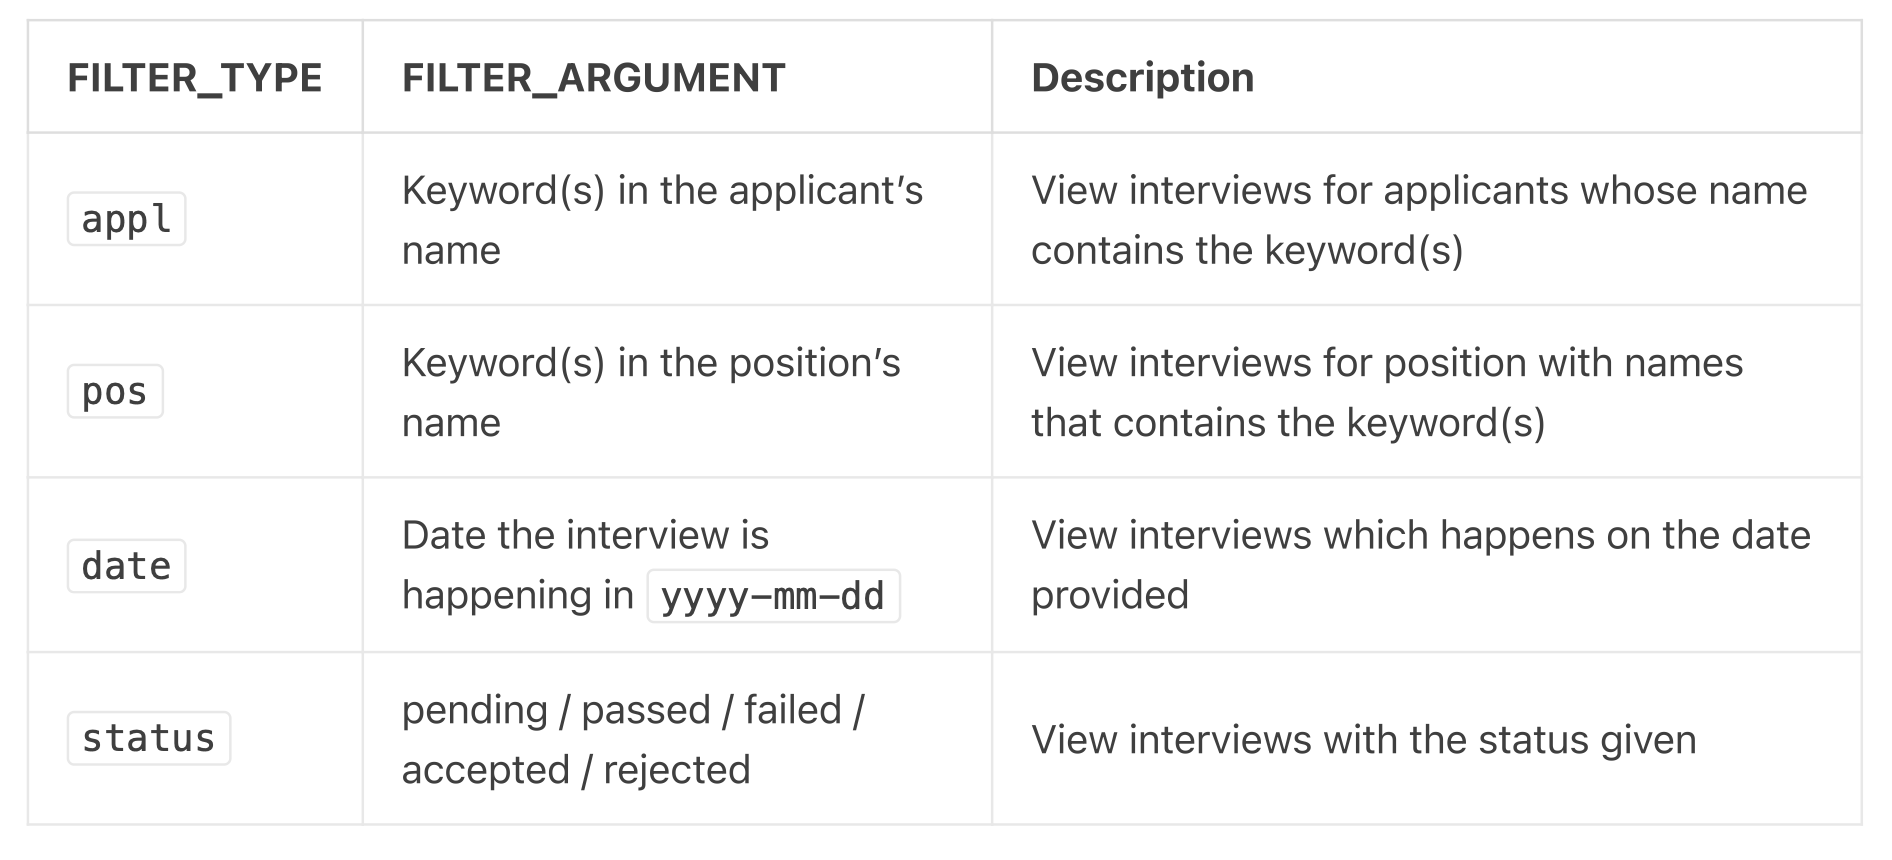 FILTER_TYPE FILTER_ARGUMENT Description
appl
Keyword(s) in the applicant’s
name
View interviews for applicants whose name
contains the keyword(s)
pos
Keyword(s) in the position’s
name
View interviews for position with names
that contains the keyword(s)
date
Date the interview is
happening in yyyy-mm-dd
View interviews which happens on the date
provided
status
pending / passed / failed /
accepted / rejected
View interviews with the status given